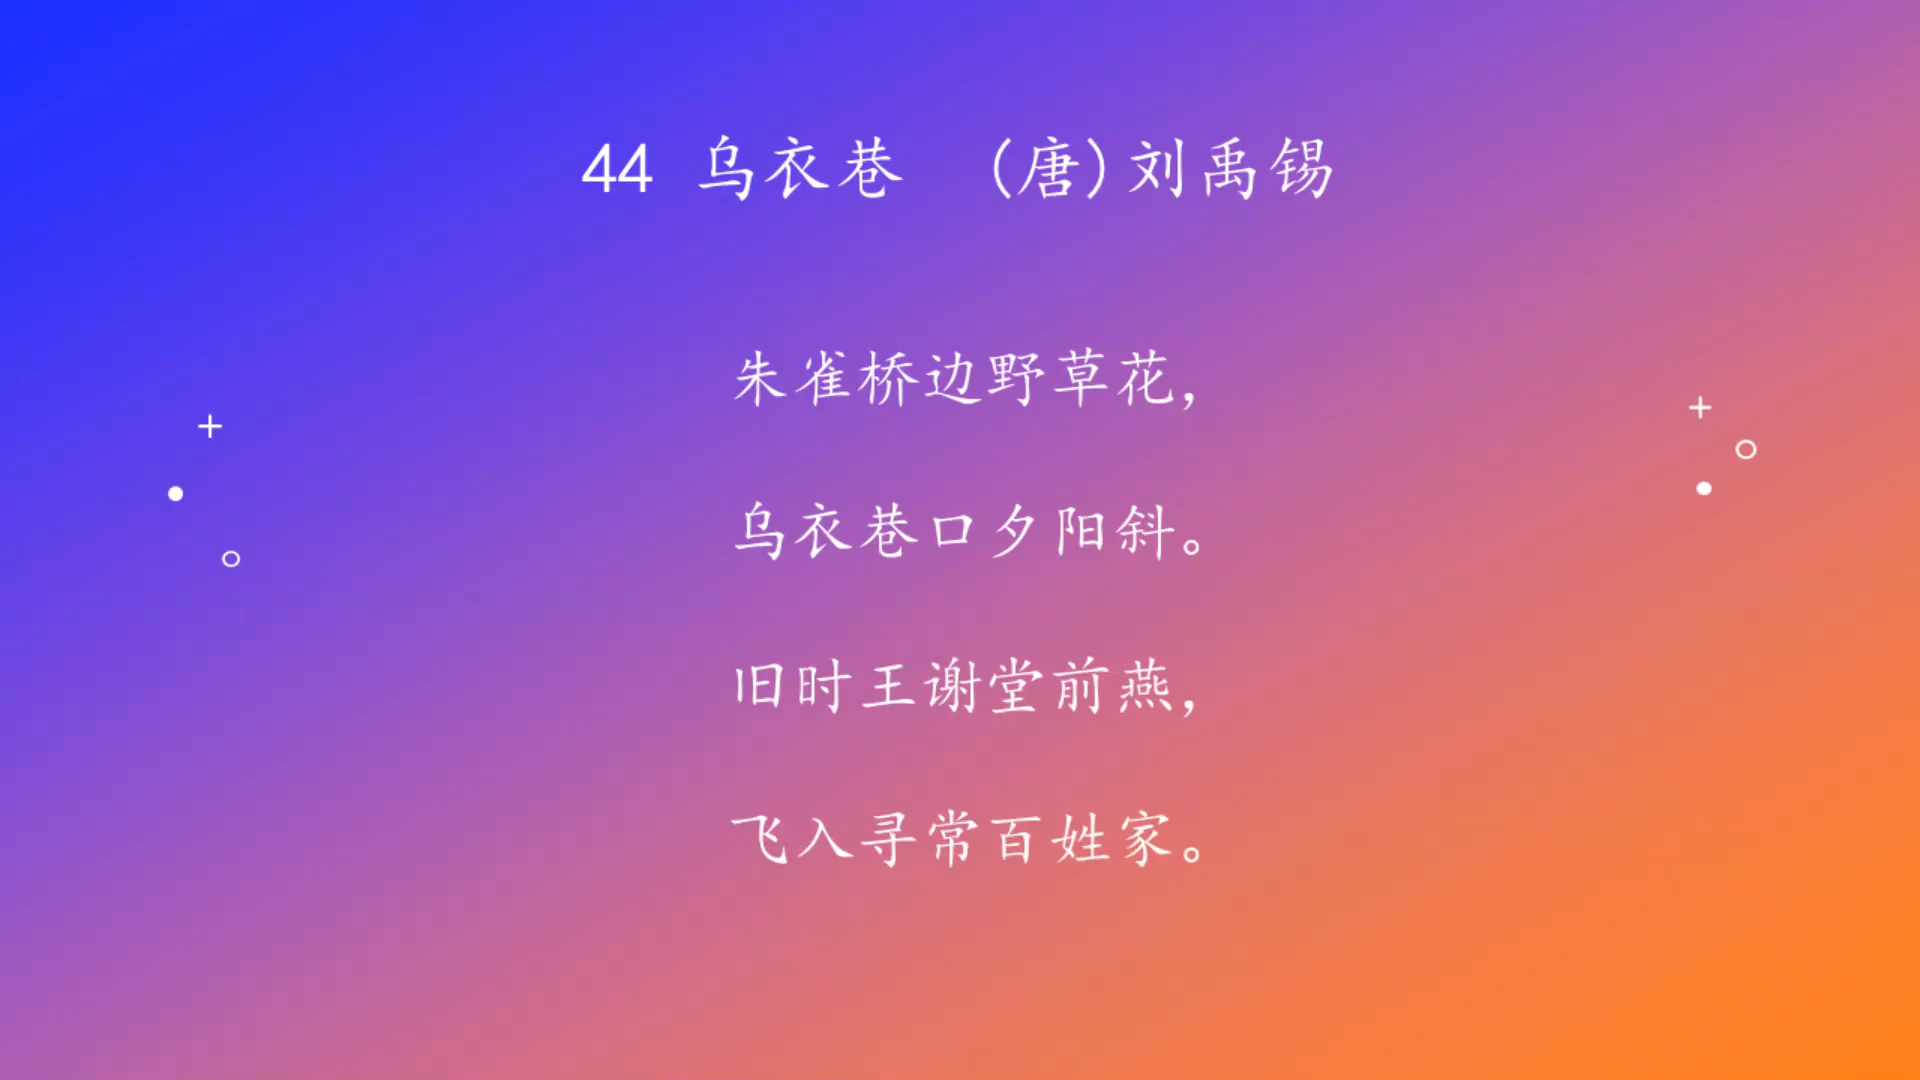 44 乌衣巷 (唐)刘禹锡
朱雀桥边野草花，
乌衣巷口夕阳斜。
旧时王谢堂前燕，
飞入寻常百姓家。